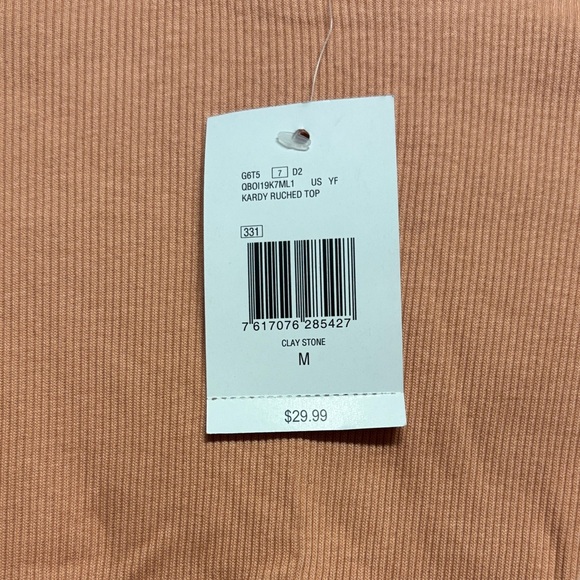 G6T5 7 D2
QBOI19K7ML1 US YF
KARDY RUCHED TOP
331
7 617076 285427
CLAY STONE
M
$29.99